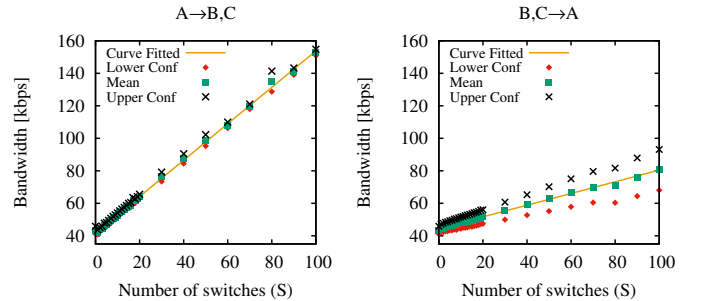 A→B,C
160
140
120
100
80
60
40
Bandwidth [kbps]
Curve Fitted
Lower Conf
Mean
Upper Conf
0 20 40 60 80 100
Number of switches (S)
B,C→A
160
140
120
100
80
60
40
Bandwidth [kbps]
Curve Fitted
Lower Conf
Mean
Upper Conf
0 20 40 60 80 100
Number of switches (S)